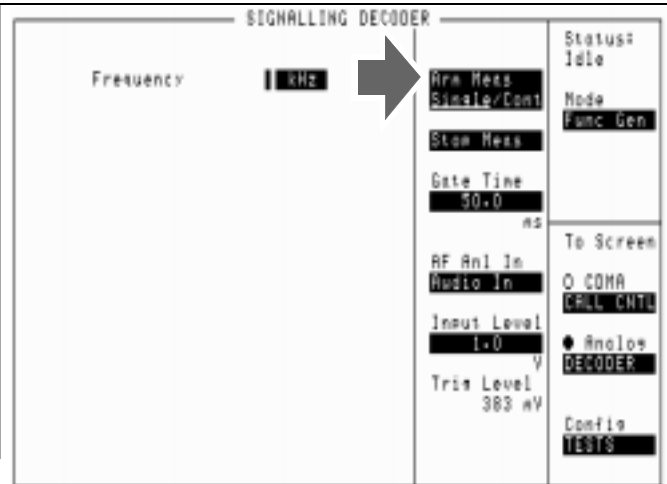 SIGNALLING DECODER
Frequency kHz
Arm Meas
Single/Cont
Stop Meas
Gate Time
50.0
ms
AF Anl In
Audio In
Input Level
1.0
V
Trig Level
383 mV
Status:
Idle
Mode
Func Gen
To Screen
O CDMA
CALL CNTL
● Analog
DECODER
Config
TESTS